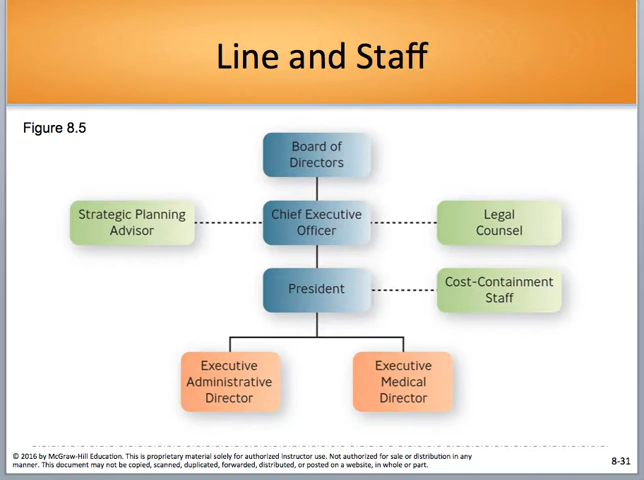 Line and Staff
Figure 8.5
Board of
Directors
Strategic Planning
Advisor
Chief Executive
Officer
Legal
Counsel
President
Cost-Containment
Staff
Executive
Administrative
Director
Executive
Medical
Director
© 2016 by McGraw-Hill Education. This is proprietary material solely for authorized instructor use. Not authorized for sale or distribution in any
manner. This document may not be copied, scanned, duplicated, forwarded, distributed, or posted on a website, in whole or part.
8-31